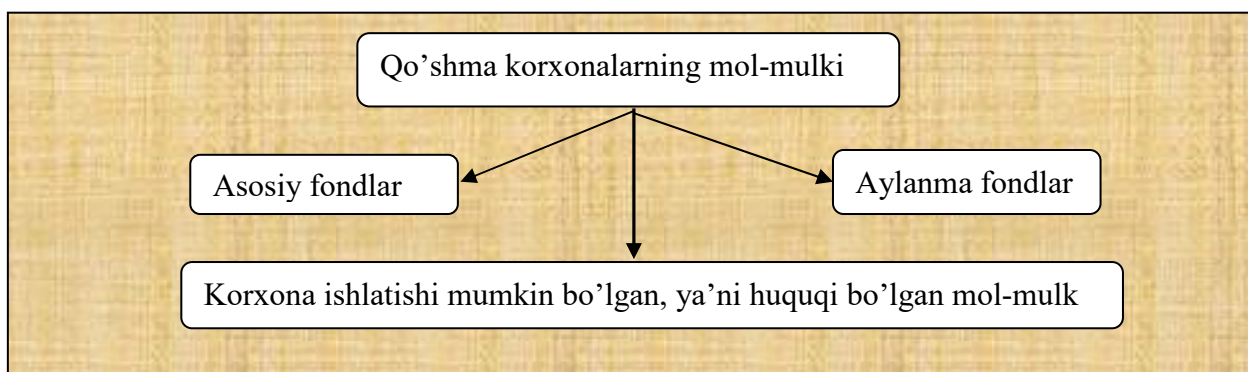 Qo’shma korxonalarning mol-mulki
Asosiy fondlar
Aylanma fondlar
Korxona ishlatishi mumkin bo’lgan, ya’ni huquqi bo’lgan mol-mulk